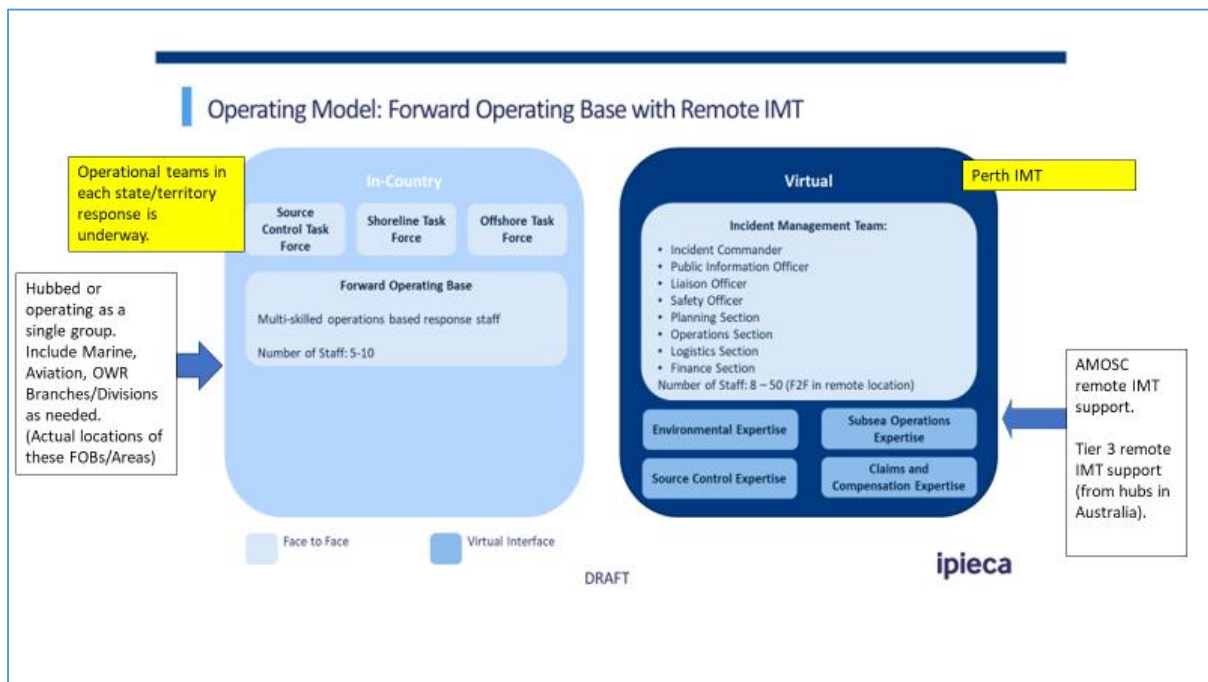 Operating Model: Forward Operating Base with Remote IMT
Operational teams in
each state/territory
response is
underway.
Hubbed or
operating as a
single group.
Include Marine,
Aviation, OWR
Branches/Divisions
as needed.
(Actual locations of
these FOBs/Areas)
In-Country
Source
Control Task
Force
Shoreline Task
Force
Offshore Task
Force
Forward Operating Base
Multi-skilled operations based response staff
Number of Staff: 5-10
Virtual
Perth IMT
Incident Management Team:
• Incident Commander
• Public Information Officer
• Liaison Officer
• Safety Officer
• Planning Section
• Operations Section
• Logistics Section
• Finance Section
Number of Staff: 8 – 50 (F2F in remote location)
Environmental Expertise
Subsea Operations
Expertise
Source Control Expertise
Claims and
Compensation Expertise
AMOSC
remote IMT
support.
Tier 3 remote
IMT support
(from hubs in
Australia).
Face to Face
Virtual Interface
DRAFT
ipieca